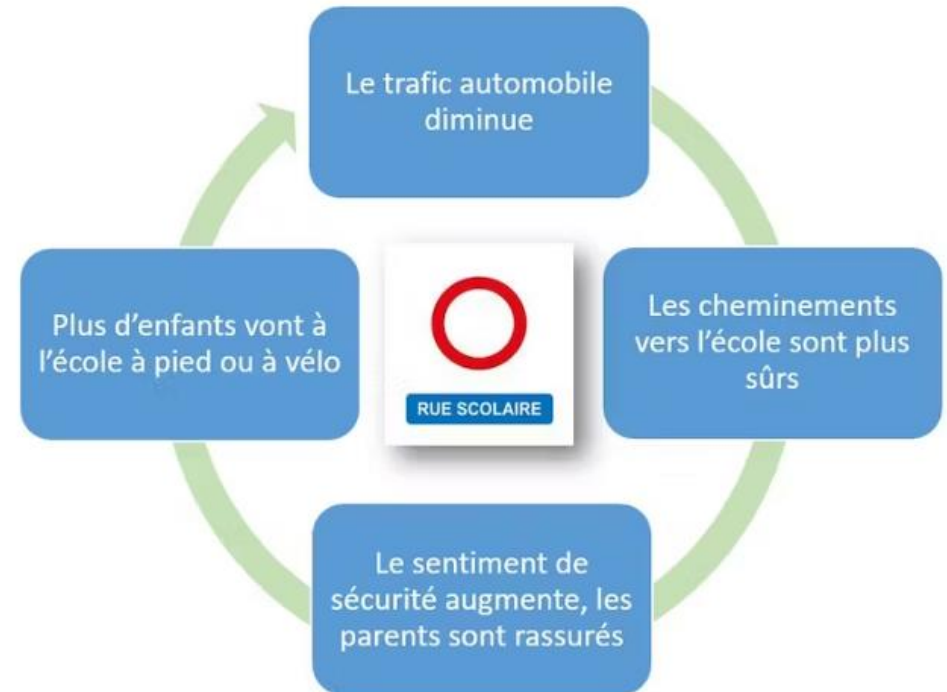 Le trafic automobile
diminue
Les cheminements
vers l'école sont plus
sûrs
Le sentiment de
sécurité augmente, les
parents sont rassurés
Plus d’enfants vont à
l’école à pied ou à vélo
RUE SCOLAIRE